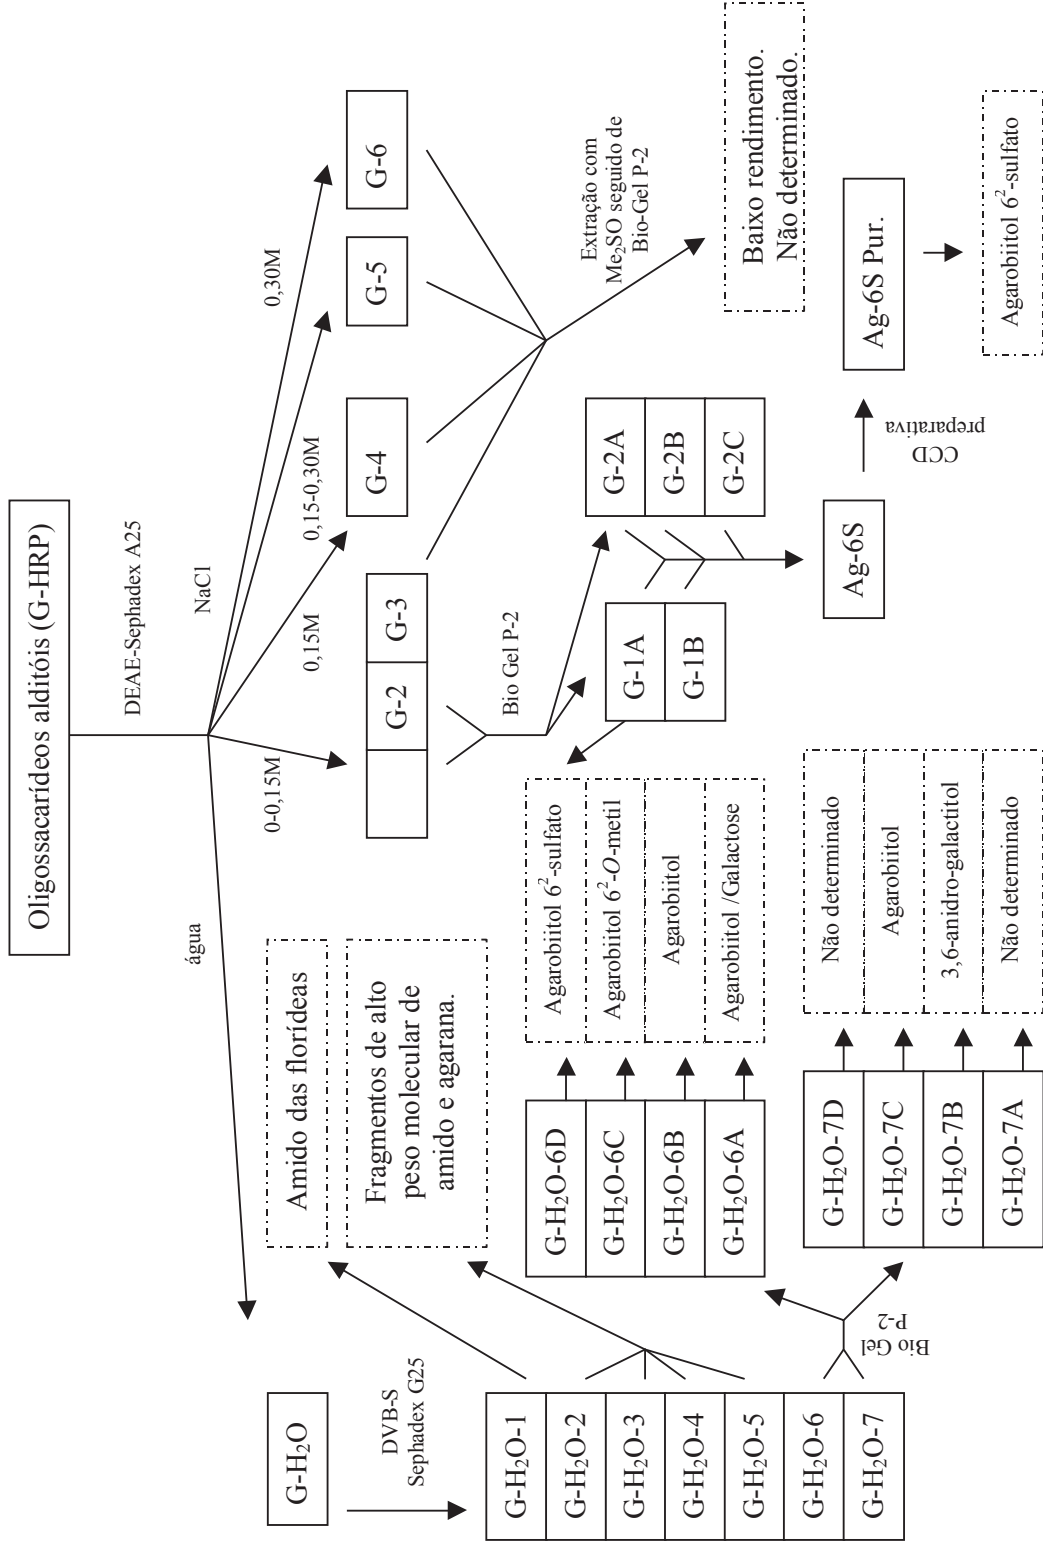 Oligossacarídeos alditóis (G-HRP)
DEAE-Sephadex A25
NaCl
água
0-0,15M
0,15M
0,15-0,30M
0,30M
G-H₂O
G-2
G-3
G-4
G-5
G-6
DVB-S
Sephadex G25
Amido das florídeas
Fragmentos de alto
peso molecular de
amido e agarana.
Bio Gel P-2
Extração com
Me₂SO seguido de
Bio-Gel P-2
G-H₂O-1
G-H₂O-2
G-H₂O-3
G-H₂O-4
G-H₂O-5
G-H₂O-6
G-H₂O-7
G-H₂O-6D
G-H₂O-6C
G-H₂O-6B
G-H₂O-6A
Agarobiitol 6²-sulfato
Agarobiitol 6²-O-metil
Agarobiitol
Agarobiitol /Galactose
G-1A
G-1B
G-2A
G-2B
G-2C
Baixo rendimento.
Não determinado.
Bio Gel
P-2
G-H₂O-7D
G-H₂O-7C
G-H₂O-7B
G-H₂O-7A
Não determinado
Agarobiitol
3,6-anidro-galactitol
Não determinado
Ag-6S
CCD
preparativa
Ag-6S Pur.
Agarobiitol 6²-sulfato